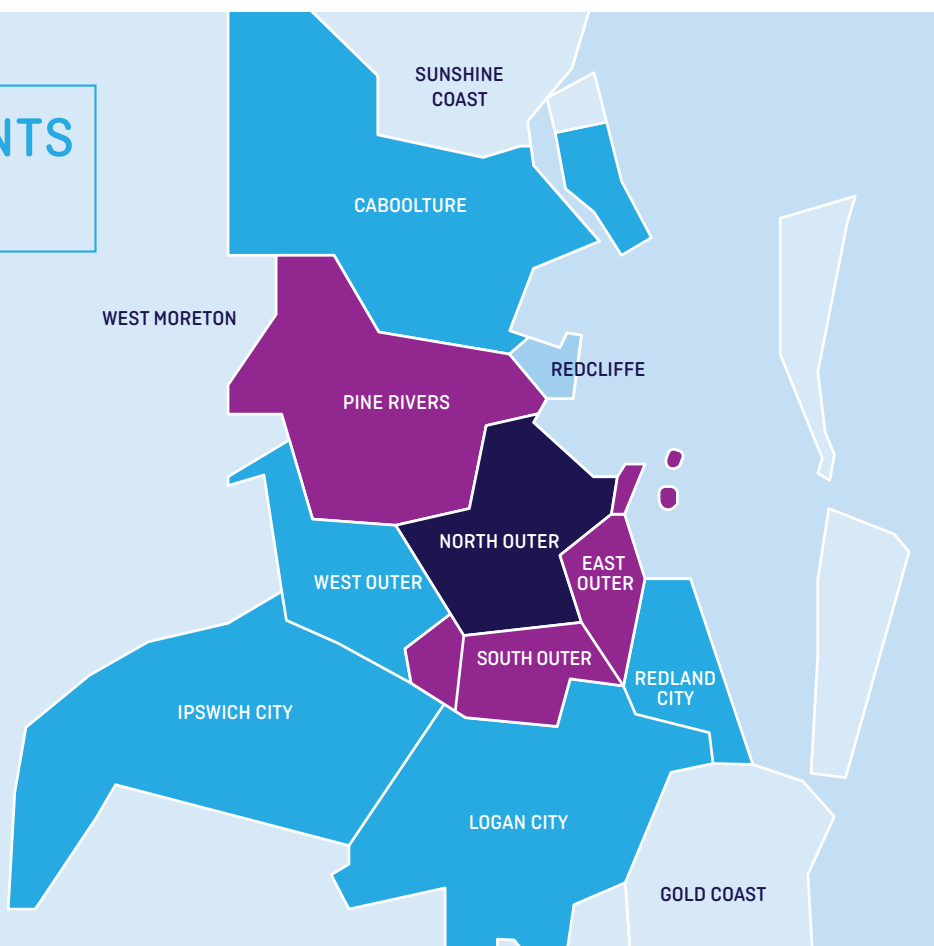 NTS
SUNSHINE
COAST
CABOOLTURE
WEST MORETON
REDCLIFFE
PINE RIVERS
NORTH OUTER
EAST
OUTER
WEST OUTER
SOUTH OUTER
REDLAND
CITY
IPSWICH CITY
LOGAN CITY
GOLD COAST